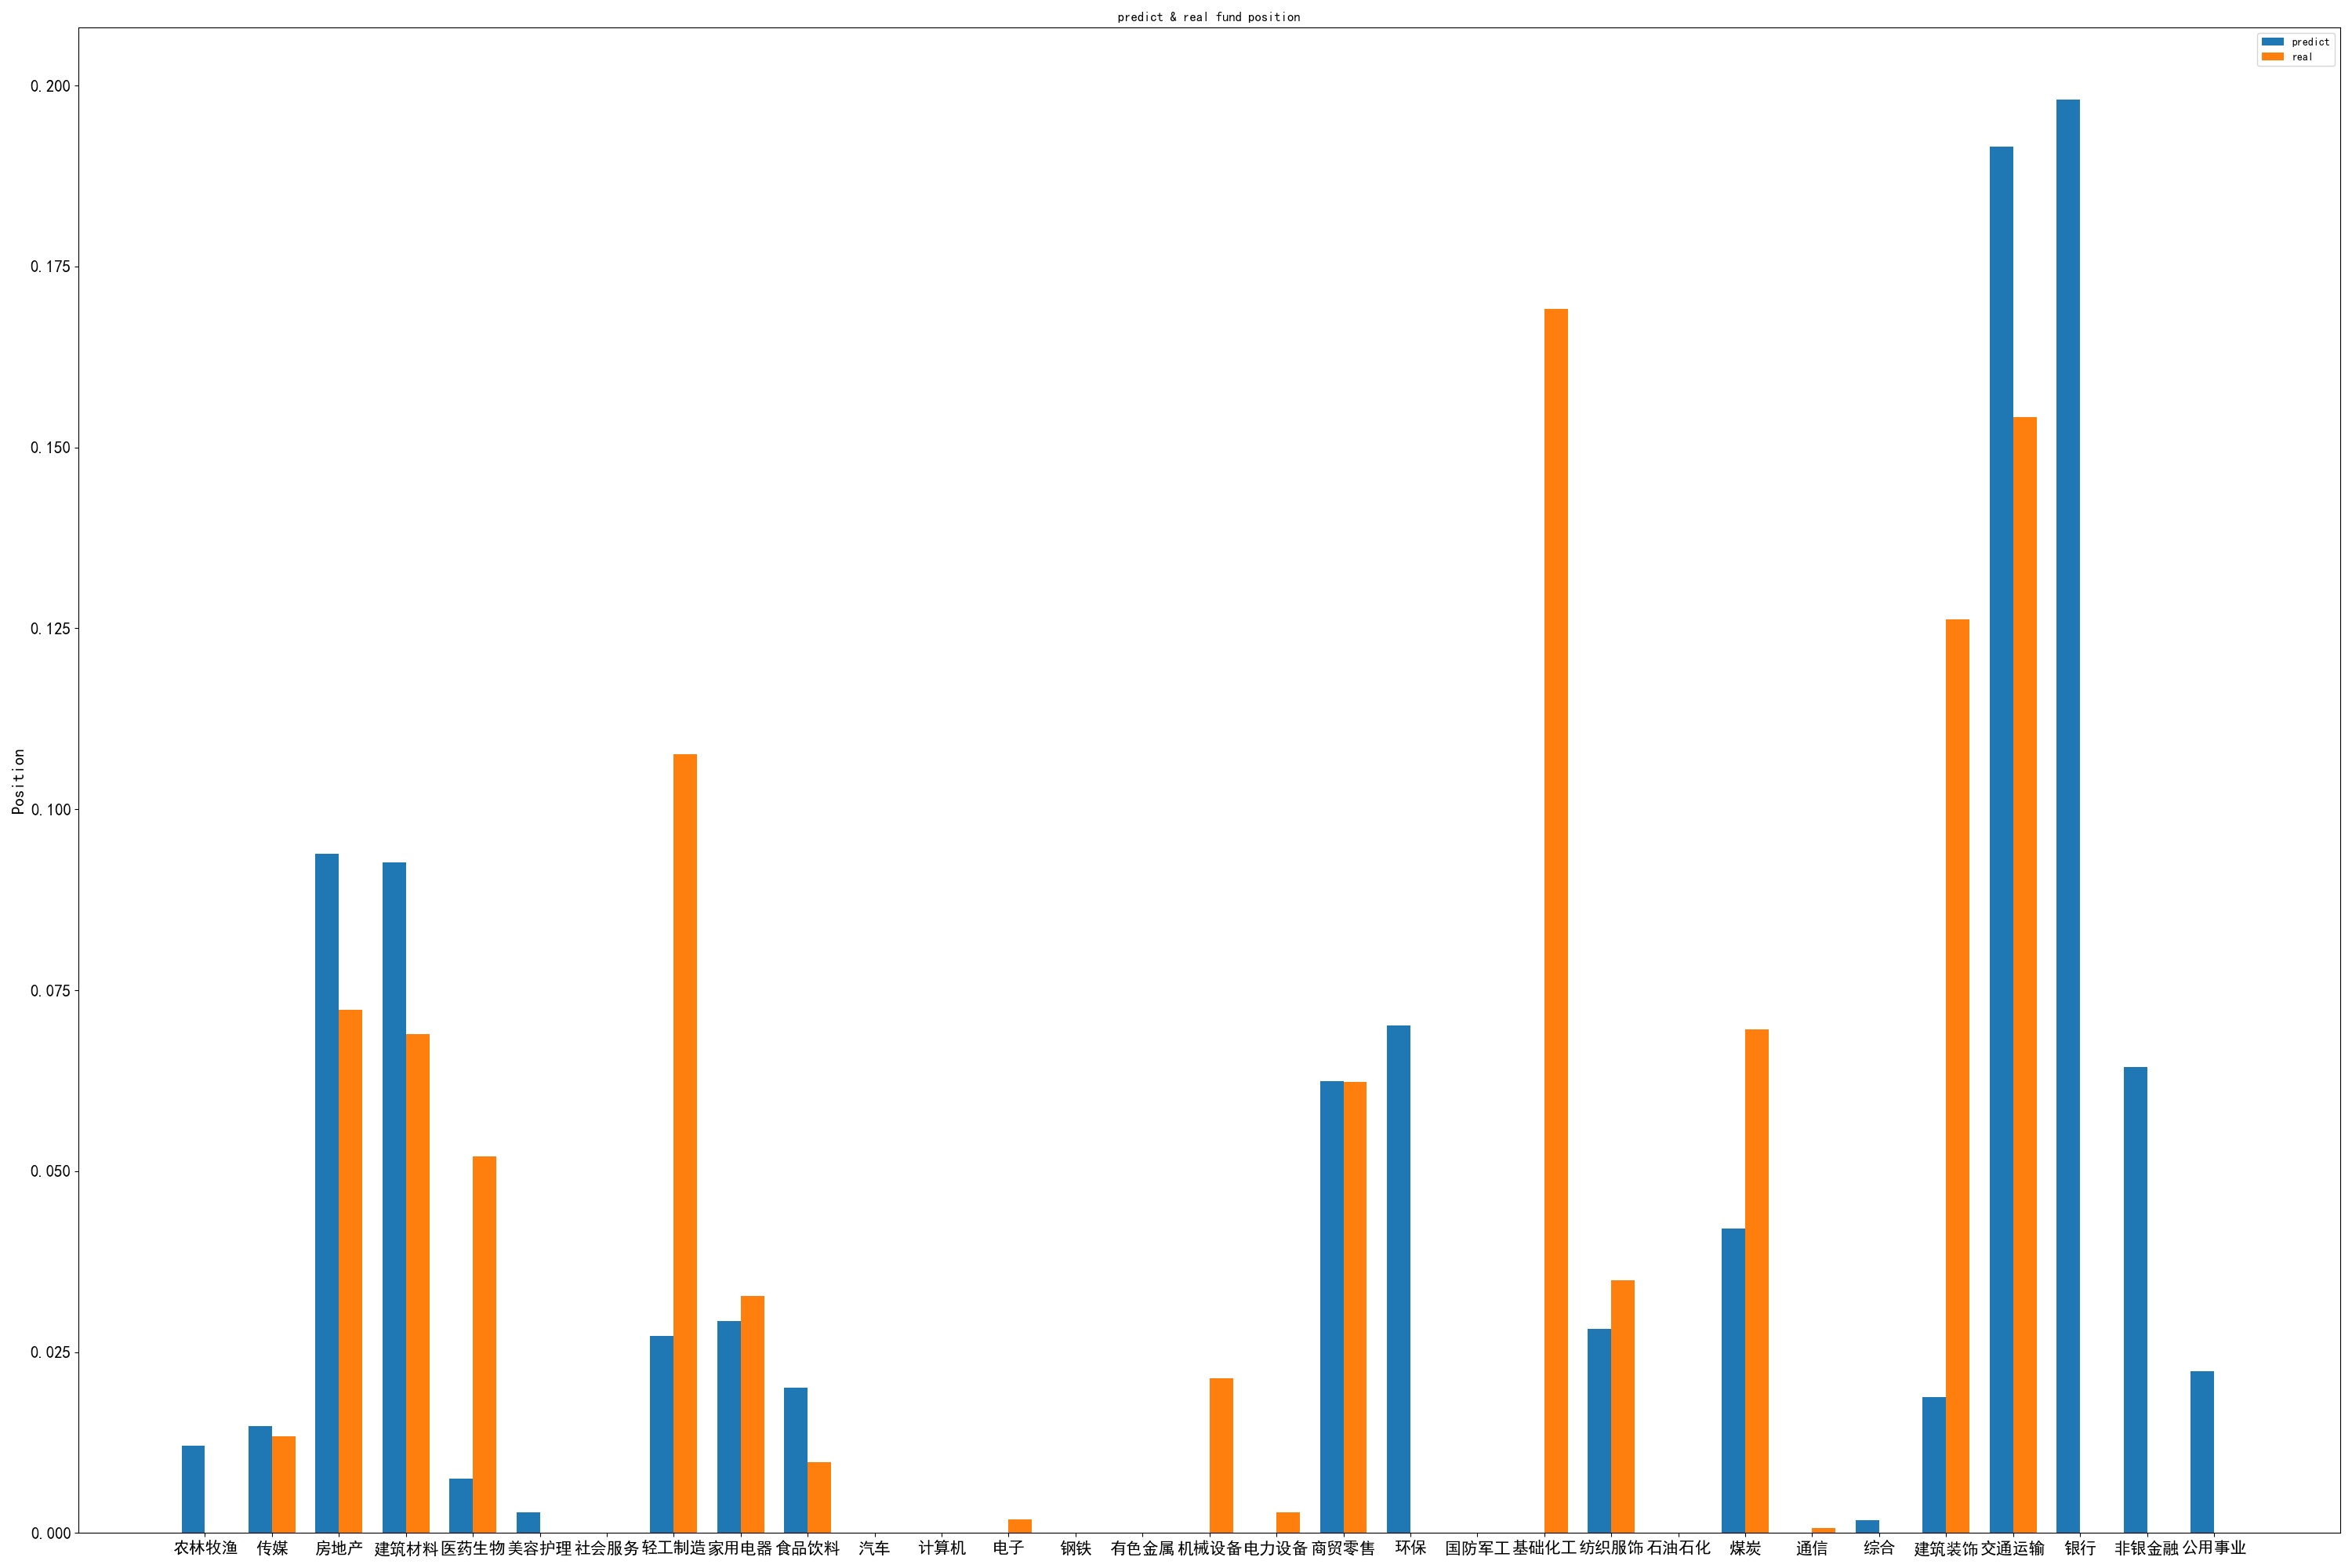 predict & real fund position
predict
real
Position
0.200
0.175
0.150
0.125
0.100
0.075
0.050
0.025
0.000
农林牧渔 传媒 房地产 建筑材料 医药生物 美容护理 社会服务 轻工制造 家用电器 食品饮料 汽车 计算机 电子 钢铁 有色金属 机械设备 电力设备 商贸零售 环保 国防军工 基础化工 纺织服饰 石油石化 煤炭 通信 综合 建筑装饰 交通运输 银行 非银金融 公用事业